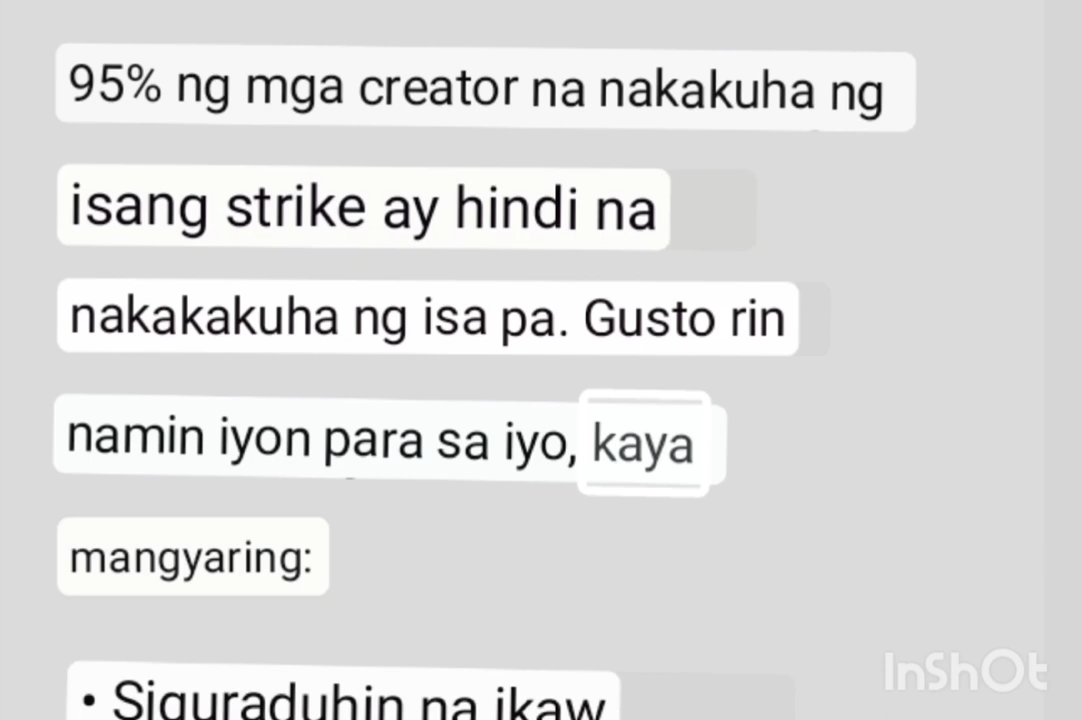 95% ng mga creator na nakakuha ng
isang strike ay hindi na
nakakakuha ng isa pa. Gusto rin
namin iyon para sa iyo, kaya
mangyaring:
• Siguraduhin na ikaw
InShOt